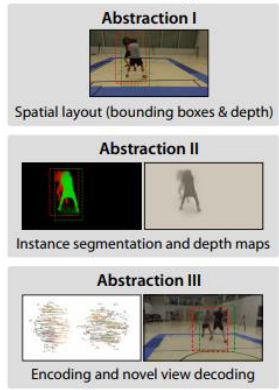 Abstraction I
Spatial layout (bounding boxes & depth)
Abstraction II
Instance segmentation and depth maps
Abstraction III
Encoding and novel view decoding